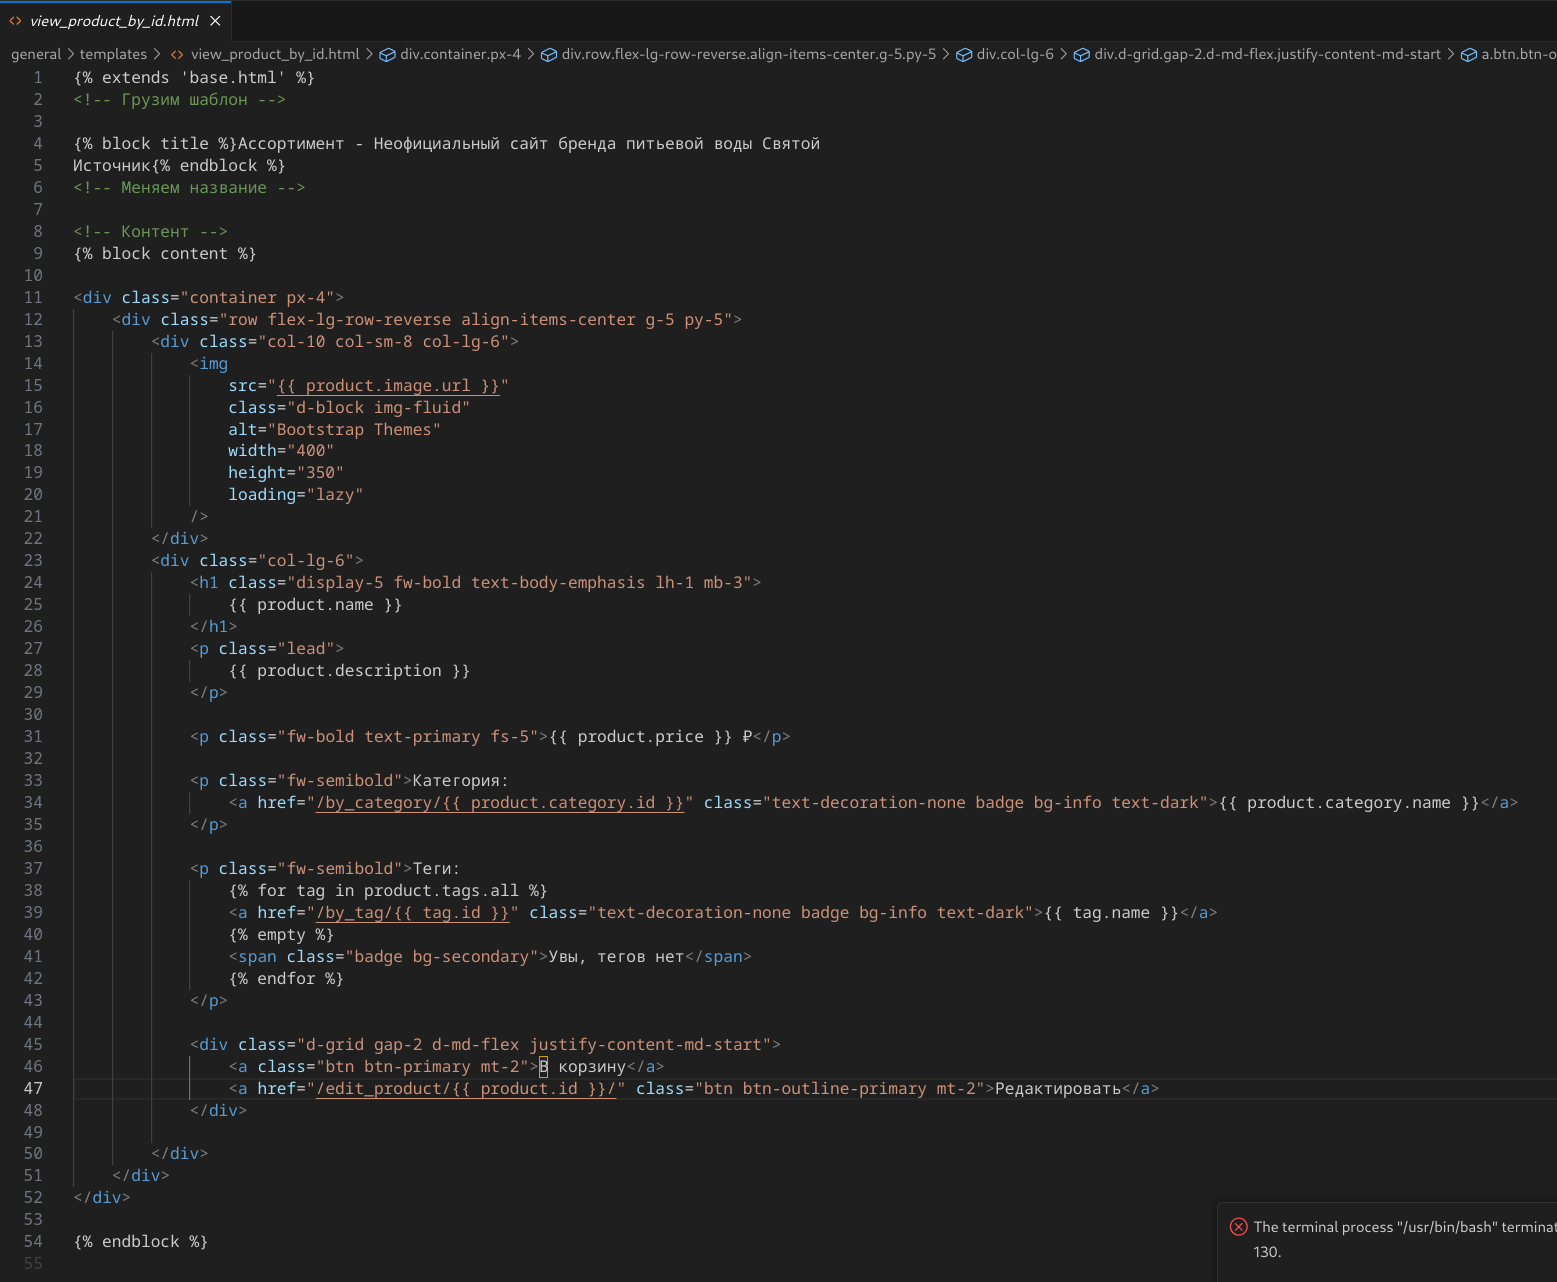 view_product_by_id.html
general > templates > view_product_by_id.html > div.container.px-4 > div.row.flex-lg-row-reverse.align-items-center.g-5.py-5 > div.col-lg-6 > div.d-grid.gap-2.d-md-flex.justify-content-md-start > a.btn.btn-o
1 {% extends 'base.html' %}
2 <!-- Грузим шаблон -->
3
4 {% block title %}Ассортимент - Неофициальный сайт бренда питьевой воды Святой
5 Источник{% endblock %}
6 <!-- Меняем название -->
7
8 <!-- Контент -->
9 {% block content %}
10
11 <div class="container px-4">
12     <div class="row flex-lg-row-reverse align-items-center g-5 py-5">
13         <div class="col-10 col-sm-8 col-lg-6">
14             <img
15                 src="{{ product.image.url }}"
16                 class="d-block img-fluid"
17                 alt="Bootstrap Themes"
18                 width="400"
19                 height="350"
20                 loading="lazy"
21             />
22         </div>
23         <div class="col-lg-6">
24             <h1 class="display-5 fw-bold text-body-emphasis lh-1 mb-3">
25                 {{ product.name }}
26             </h1>
27             <p class="lead">
28                 {{ product.description }}
29             </p>
30
31             <p class="fw-bold text-primary fs-5">{{ product.price }} ₽</p>
32
33             <p class="fw-semibold">Категория:
34                 <a href="/by_category/{{ product.category.id }}" class="text-decoration-none badge bg-info text-dark">{{ product.category.name }}</a>
35             </p>
36
37             <p class="fw-semibold">Теги:
38                 {% for tag in product.tags.all %}
39                 <a href="/by_tag/{{ tag.id }}" class="text-decoration-none badge bg-info text-dark">{{ tag.name }}</a>
40                 {% empty %}
41                 <span class="badge bg-secondary">Увы, тегов нет</span>
42                 {% endfor %}
43             </p>
44
45             <div class="d-grid gap-2 d-md-flex justify-content-md-start">
46                 <a class="btn btn-primary mt-2">В корзину</a>
47                 <a href="/edit_product/{{ product.id }}/" class="btn btn-outline-primary mt-2">Редактировать</a>
48             </div>
49
50         </div>
51     </div>
52 </div>
53
54 {% endblock %}
55
The terminal process "/usr/bin/bash" terminat
130.